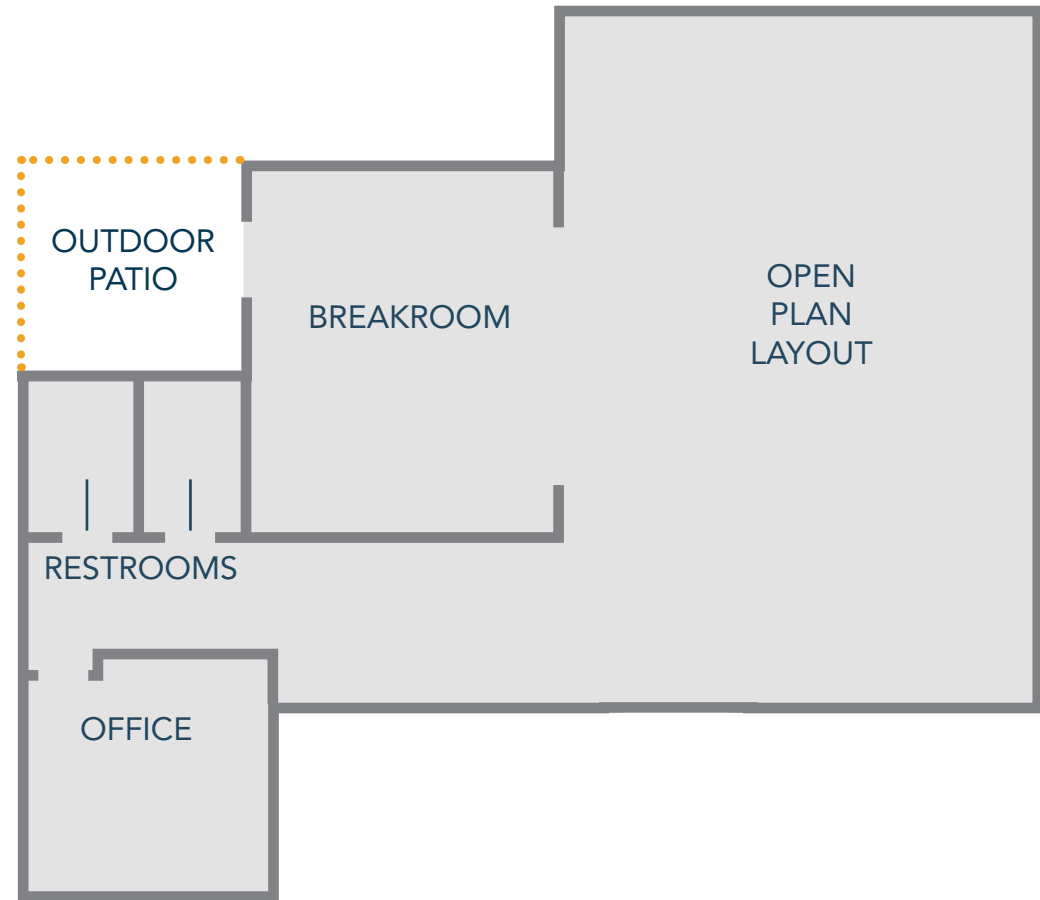 OUTDOOR
PATIO
BREAKROOM
OPEN
PLAN
LAYOUT
RESTROOMS
OFFICE